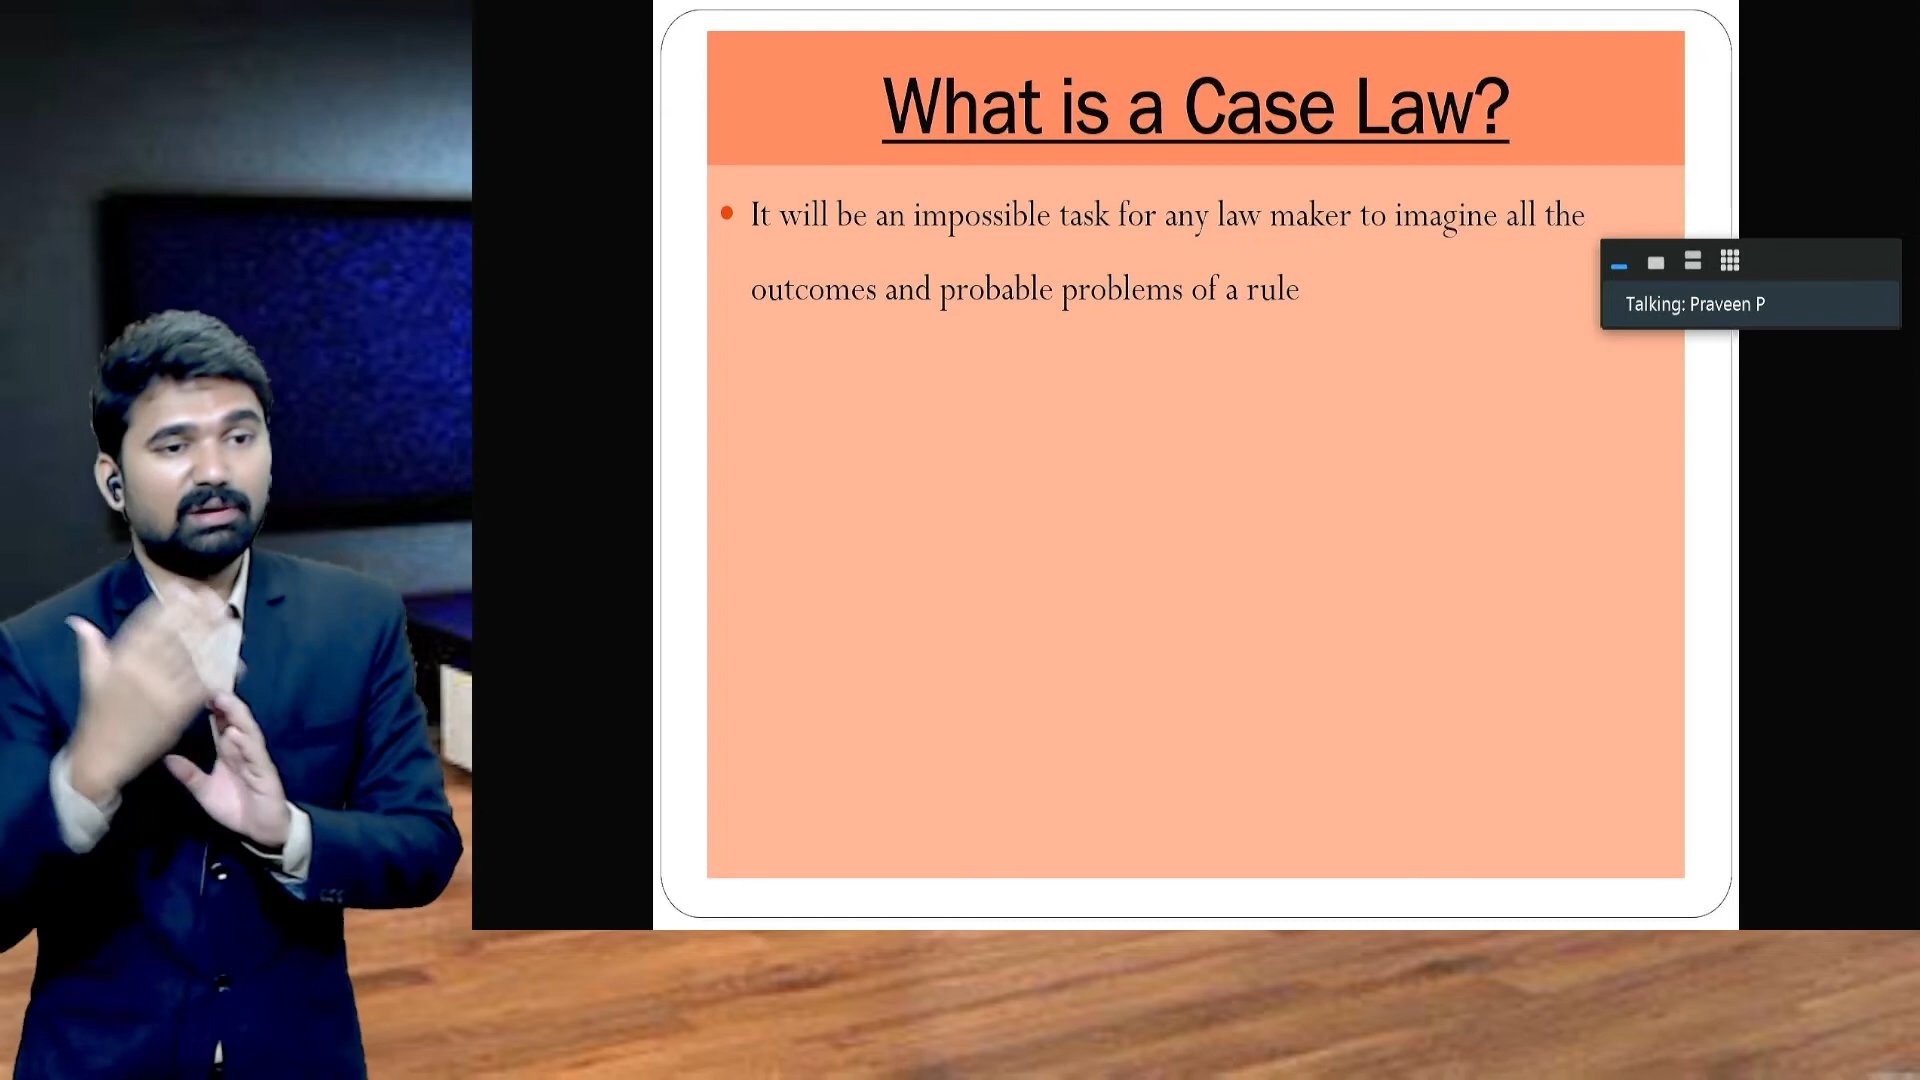 What is a Case Law?
• It will be an impossible task for any law maker to imagine all the
outcomes and probable problems of a rule
Talking: Praveen P